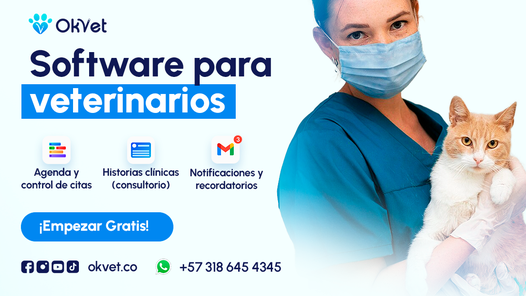 OkVet
Software para
veterinarios
Agenda y
control de citas
Historias clínicas
(consultorio)
3
Notificaciones y
recordatorios
¡Empezar Gratis!
okvet.co
+57 318 645 4345